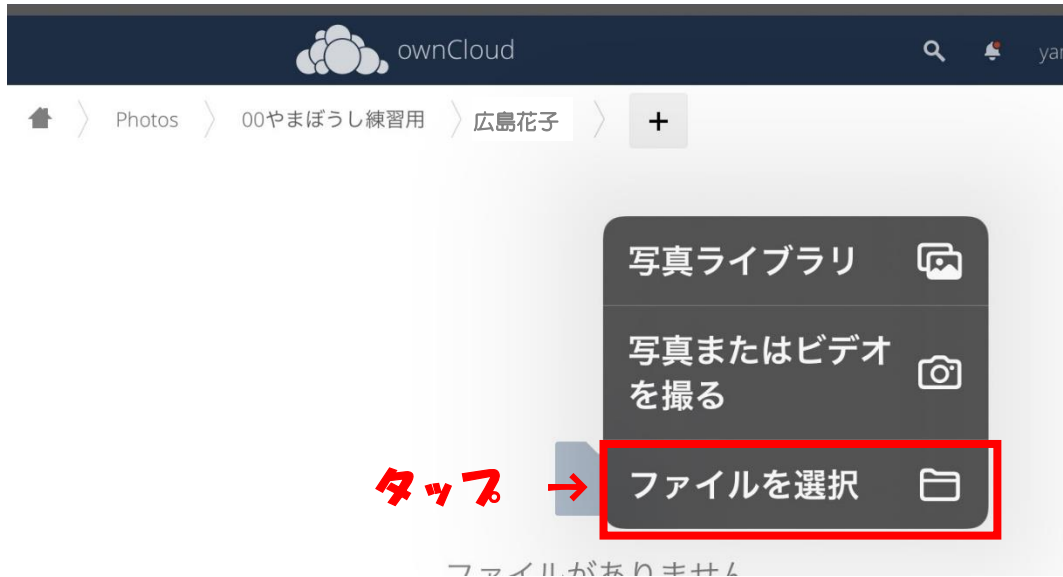 ownCloud
Photos
00やまぼうし練習用
広島花子
+
写真ライブラリ
写真またはビデオ
を撮る
タップ →
ファイルを選択
ファイルがありません